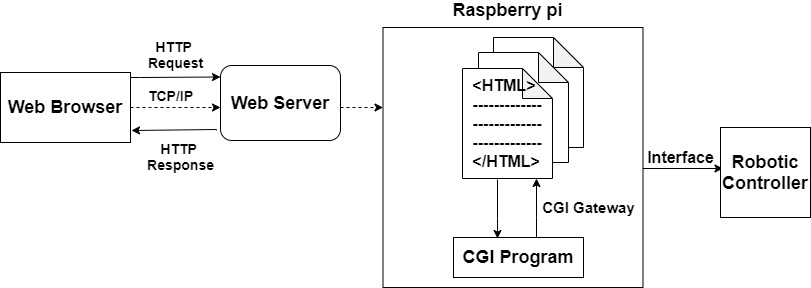 Raspberry pi
HTTP
Request
Web Browser
TCP/IP
Web Server
HTTP
Response
<HTML>
-------------
-------------
-------------
</HTML>
CGI Gateway
CGI Program
Interface
Robotic
Controller